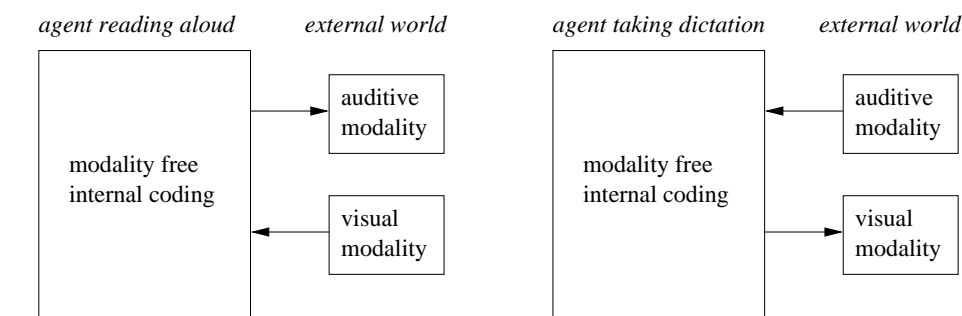 agent reading aloud external world agent taking dictation external world
auditive
modality
auditive
modality
modality free
internal coding
modality free
internal coding
visual
modality
visual
modality